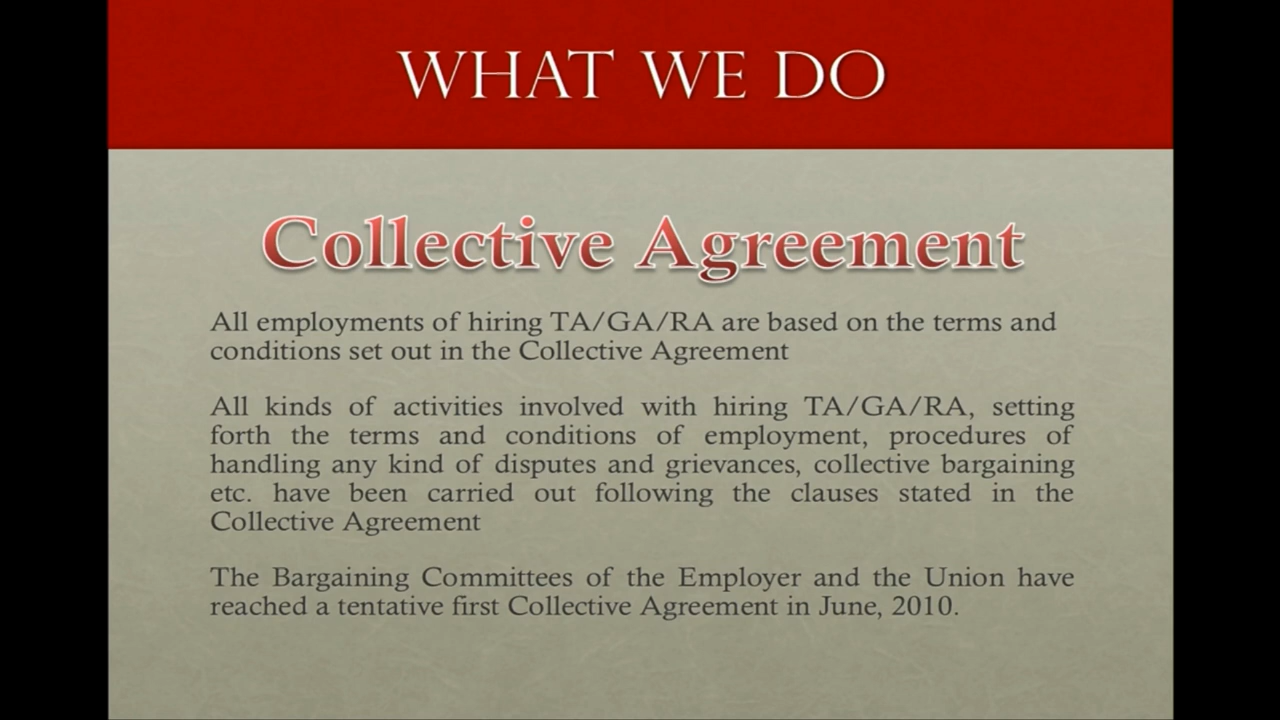 WHAT WE DO
Collective Agreement
All employments of hiring TA/GA/RA are based on the terms and
conditions set out in the Collective Agreement
All kinds of activities involved with hiring TA/GA/RA, setting
forth the terms and conditions of employment, procedures of
handling any kind of disputes and grievances, collective bargaining
etc. have been carried out following the clauses stated in the
Collective Agreement
The Bargaining Committees of the Employer and the Union have
reached a tentative first Collective Agreement in June, 2010.